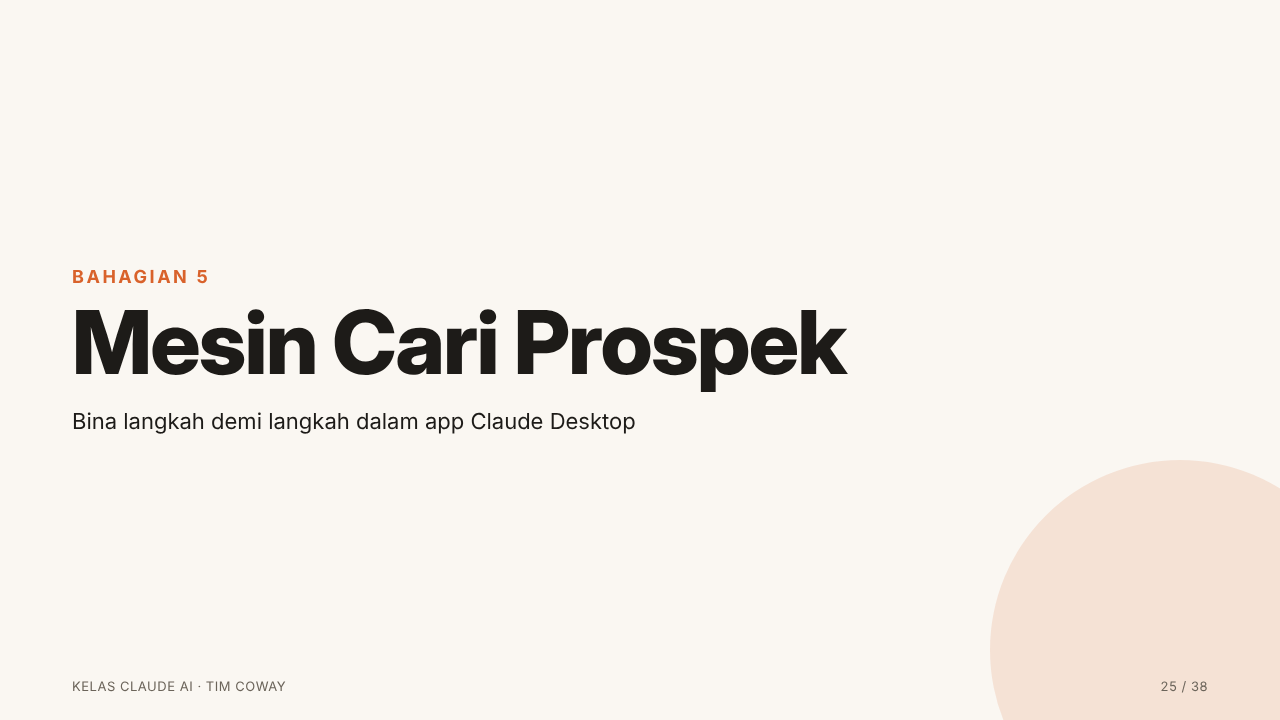 BAHAGIAN 5
Mesin Cari Prospek
Bina langkah demi langkah dalam app Claude Desktop
KELAS CLAUDE AI · TIM COWAY
25 / 38